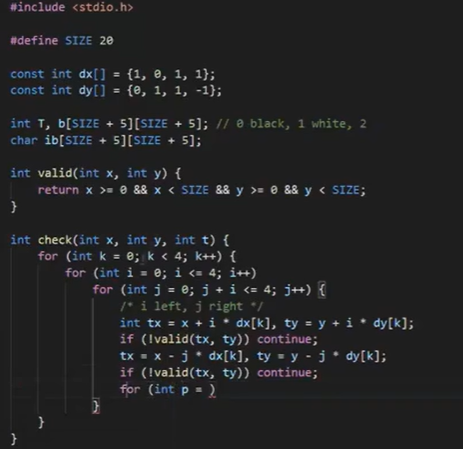 #include <stdio.h>
#define SIZE 20
const int dx[] = {1, 0, 1, 1};
const int dy[] = {0, 1, 1, -1};
int T, b[SIZE + 5][SIZE + 5]; // 0 black, 1 white, 2
char ib[SIZE + 5][SIZE + 5];
int valid(int x, int y) {
return x >= 0 && x < SIZE && y >= 0 && y < SIZE;
}
int check(int x, int y, int t) {
for (int k = 0; k < 4; k++) {
for (int i = 0; i <= 4; i++)
for (int j = 0; j + i <= 4; j++) {
/* i left, j right */
int tx = x + i * dx[k], ty = y + i * dy[k];
if (!valid(tx, ty)) continue;
tx = x - j * dx[k], ty = y - j * dy[k];
if (!valid(tx, ty)) continue;
for (int p = )
}
}
}